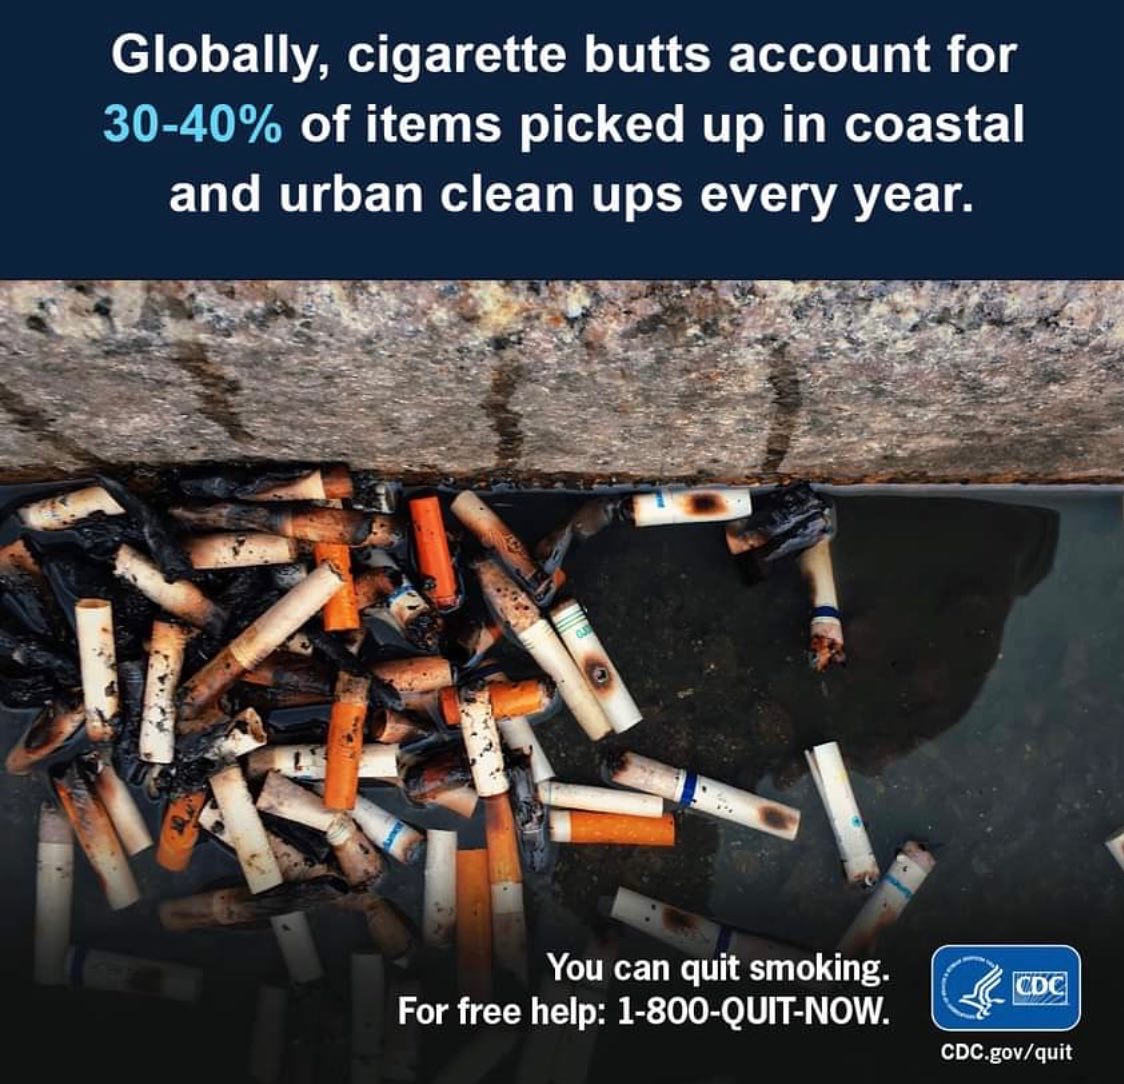 Globally, cigarette butts account for
30-40% of items picked up in coastal
and urban clean ups every year.
You can quit smoking.
For free help: 1-800-QUIT-NOW.
CDC
CDC.gov/quit